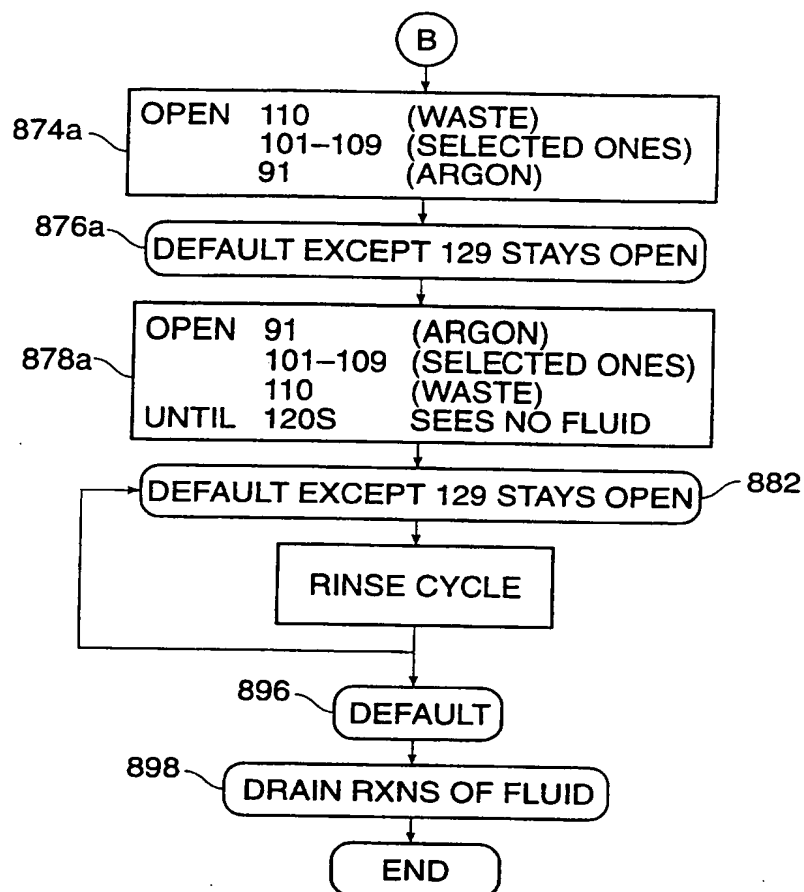 B
874a
OPEN 110 (WASTE)
101–109 (SELECTED ONES)
91 (ARGON)
876a
DEFAULT EXCEPT 129 STAYS OPEN
878a
OPEN 91 (ARGON)
101–109 (SELECTED ONES)
110 (WASTE)
UNTIL 120S SEES NO FLUID
DEFAULT EXCEPT 129 STAYS OPEN
882
RINSE CYCLE
896
DEFAULT
898
DRAIN RXNS OF FLUID
END